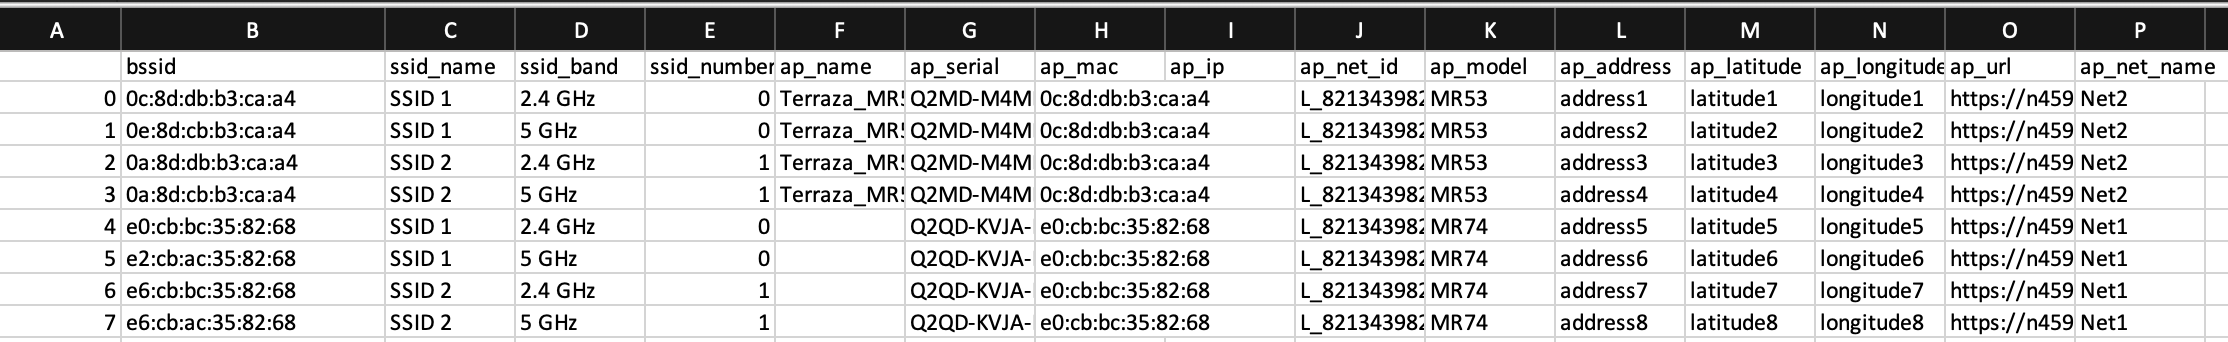 A B C D E F G H I J K L M N O P
bssid ssid_name ssid_band ssid_number ap_name ap_serial ap_mac ap_ip ap_net_id ap_model ap_address ap_latitude ap_longitude ap_url ap_net_name
0 0c:8d:db:b3:ca:a4 SSID 1 2.4 GHz 0 Terraza_MR5 Q2MD-M4M 0c:8d:db:b3:ca:a4 L_821343982 MR53 address1 latitude1 longitude1 https://n459 Net2
1 0e:8d:cb:b3:ca:a4 SSID 1 5 GHz 0 Terraza_MR5 Q2MD-M4M 0c:8d:db:b3:ca:a4 L_821343982 MR53 address2 latitude2 longitude2 https://n459 Net2
2 0a:8d:db:b3:ca:a4 SSID 2 2.4 GHz 1 Terraza_MR5 Q2MD-M4M 0c:8d:db:b3:ca:a4 L_821343982 MR53 address3 latitude3 longitude3 https://n459 Net2
3 0a:8d:cb:b3:ca:a4 SSID 2 5 GHz 1 Terraza_MR5 Q2MD-M4M 0c:8d:db:b3:ca:a4 L_821343982 MR53 address4 latitude4 longitude4 https://n459 Net2
4 e0:cb:bc:35:82:68 SSID 1 2.4 GHz 0 Q2QD-KVJA- e0:cb:bc:35:82:68 L_821343982 MR74 address5 latitude5 longitude5 https://n459 Net1
5 e2:cb:ac:35:82:68 SSID 1 5 GHz 0 Q2QD-KVJA- e0:cb:bc:35:82:68 L_821343982 MR74 address6 latitude6 longitude6 https://n459 Net1
6 e6:cb:bc:35:82:68 SSID 2 2.4 GHz 1 Q2QD-KVJA- e0:cb:bc:35:82:68 L_821343982 MR74 address7 latitude7 longitude7 https://n459 Net1
7 e6:cb:ac:35:82:68 SSID 2 5 GHz 1 Q2QD-KVJA- e0:cb:bc:35:82:68 L_821343982 MR74 address8 latitude8 longitude8 https://n459 Net1